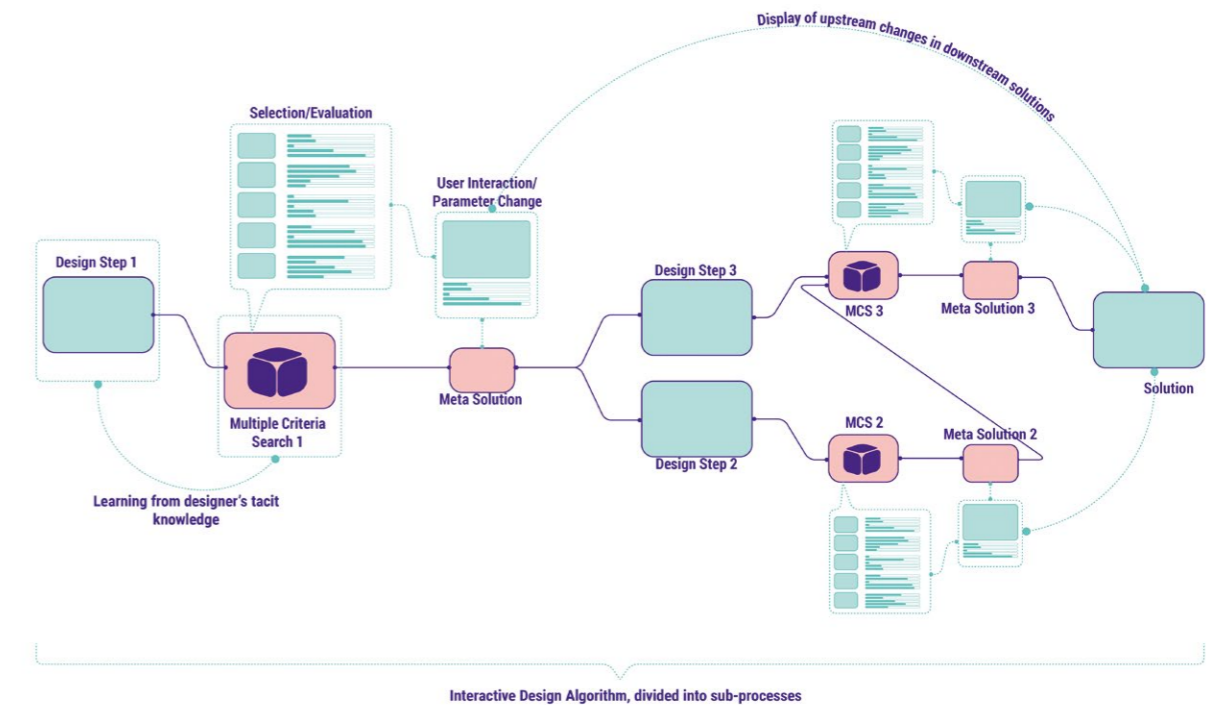 Display of upstream changes in downstream solutions
Selection/Evaluation
User Interaction/
Parameter Change
Design Step 1
Design Step 3
MCS 3
Meta Solution 3
Multiple Criteria
Search 1
Meta Solution
MCS 2
Meta Solution 2
Solution
Design Step 2
Learning from designer's tacit
knowledge
Interactive Design Algorithm, divided into sub-processes